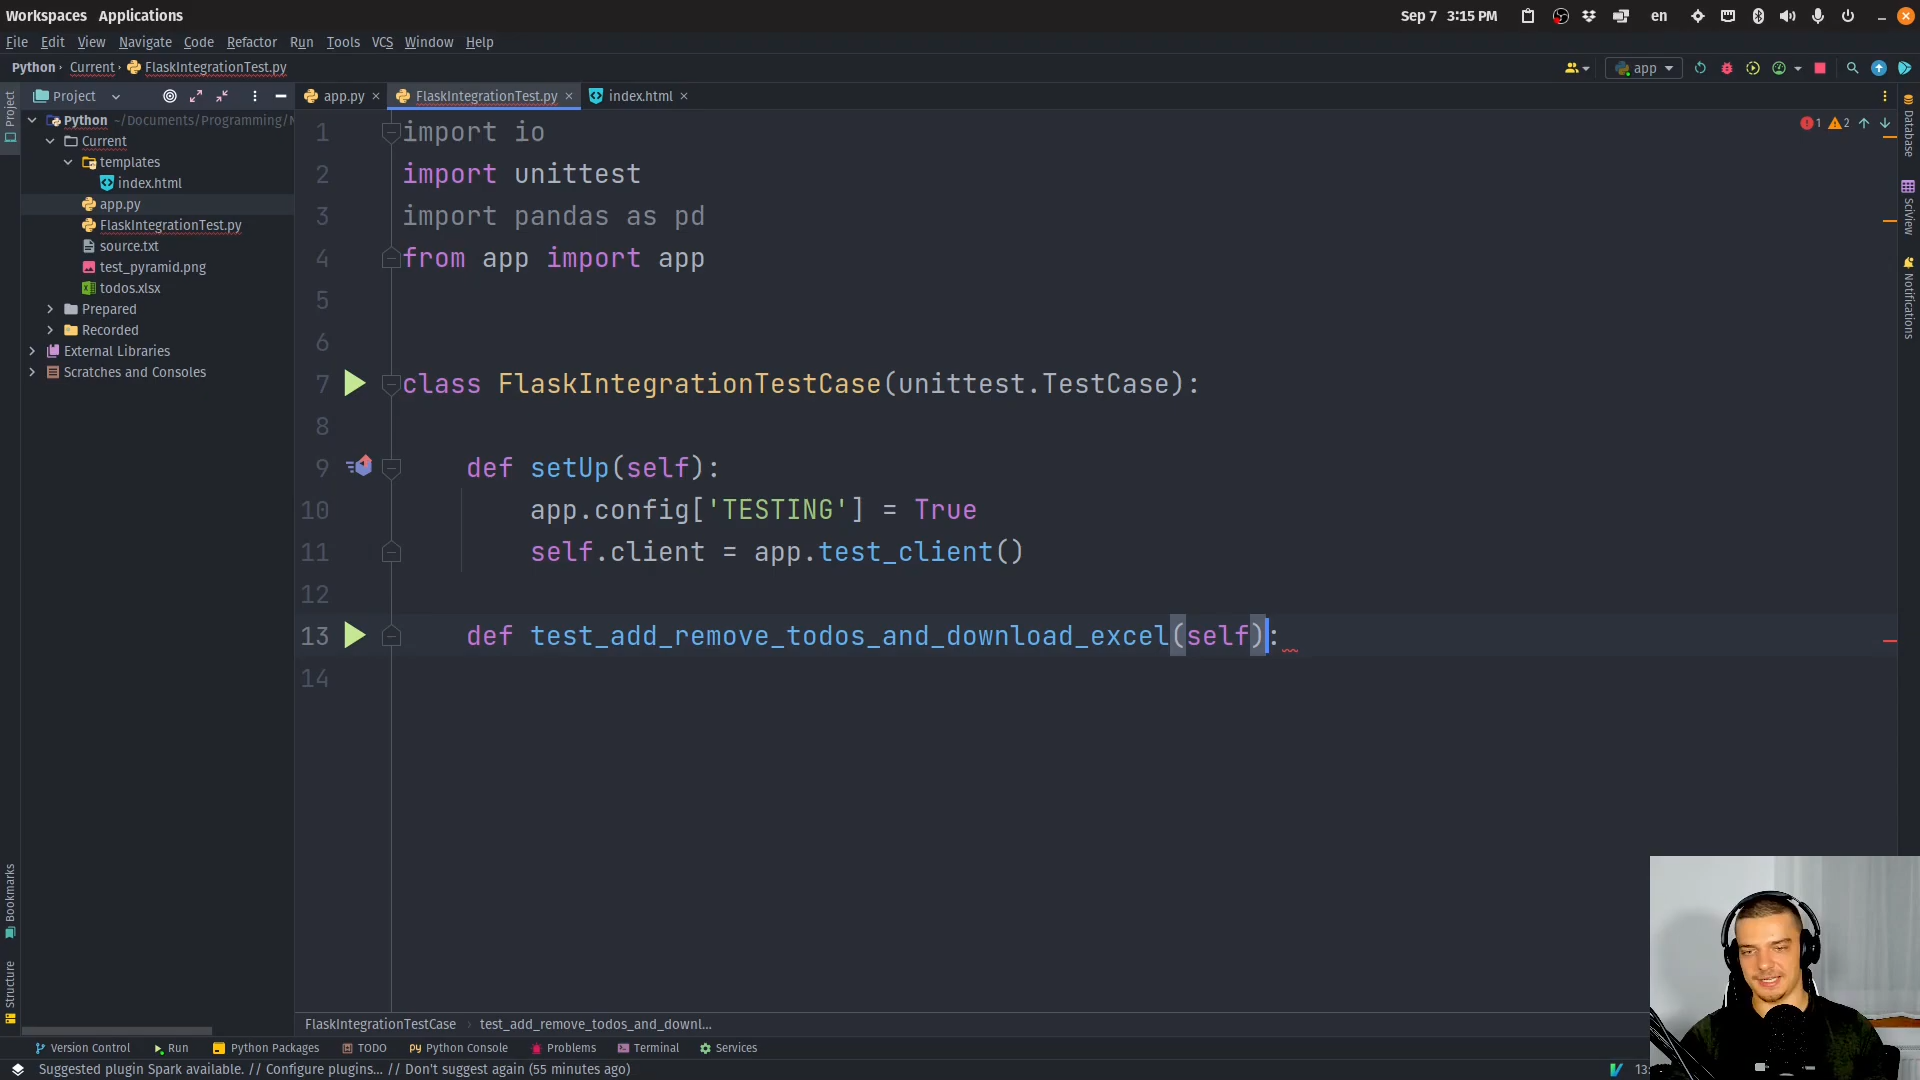 Workspaces Applications
Sep 7 3:15 PM
en
File Edit View Navigate Code Refactor Run Tools VCS Window Help
Python › Current › FlaskIntegrationTest.py
app
Project
app.py
FlaskIntegrationTest.py
index.html
Python ~/Documents/Programming/
Current
templates
index.html
app.py
FlaskIntegrationTest.py
source.txt
test_pyramid.png
todos.xlsx
Prepared
Recorded
External Libraries
Scratches and Consoles
Project
Bookmarks
Structure
1 import io
2 import unittest
3 import pandas as pd
4 from app import app
5
6
7 class FlaskIntegrationTestCase(unittest.TestCase):
8
9 def setUp(self):
10 app.config['TESTING'] = True
11 self.client = app.test_client()
12
13 def test_add_remove_todos_and_download_excel(self):
14
1 2
Database
SciView
Notifications
FlaskIntegrationTestCase › test_add_remove_todos_and_downl...
Version Control Run Python Packages TODO Python Console Problems Terminal Services
Suggested plugin Spark available. // Configure plugins... // Don't suggest again (55 minutes ago)